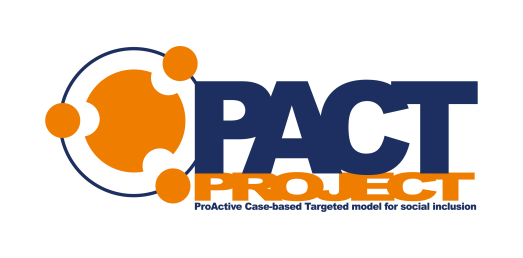 PACT
PROJECT
ProActive Case-based Targeted model for social inclusion